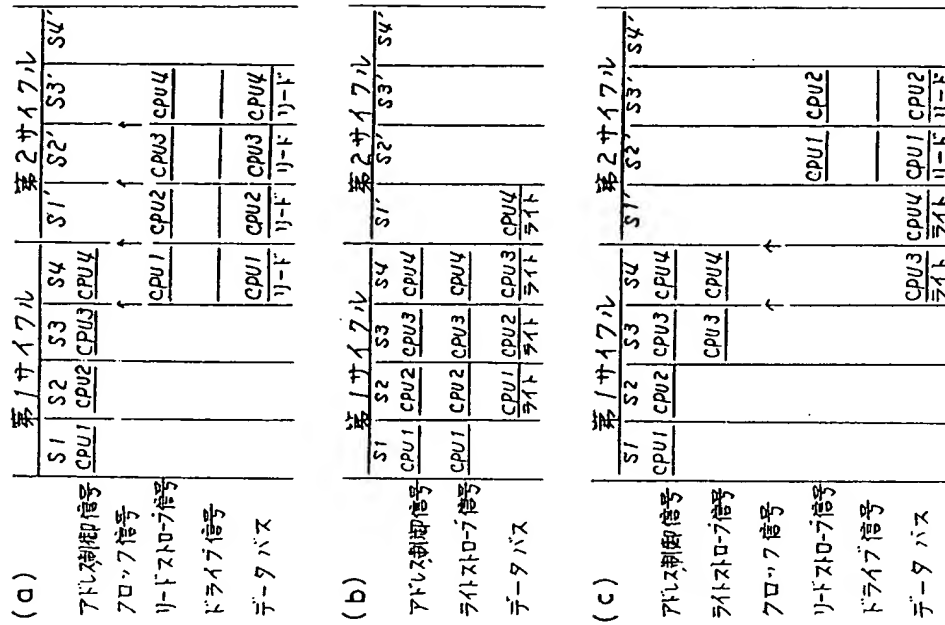 (a)
第1サイクル 第2サイクル
S1 S2 S3 S4 S1' S2' S3' S4'
アドレス制御信号 CPU1 CPU2 CPU3 CPU4
クロック信号
リードストローブ信号 CPU1 CPU2 CPU3 CPU4
ドライブ信号
データバス CPU1 CPU2 CPU3 CPU4
リード リード リード リード
(b)
第1サイクル 第2サイクル
S1 S2 S3 S4 S1' S2' S3' S4'
アドレス制御信号 CPU1 CPU2 CPU3 CPU4
ライトストローブ信号 CPU1 CPU2 CPU3 CPU4
データバス CPU1 CPU2 CPU3 CPU4
ライト ライト ライト ライト
(c)
第1サイクル 第2サイクル
S1 S2 S3 S4 S1' S2' S3' S4'
アドレス制御信号 CPU1 CPU2 CPU3 CPU4
ライトストローブ信号 CPU3 CPU4
クロック信号
リードストローブ信号 CPU1 CPU2
ドライブ信号
データバス CPU3 CPU4 CPU1 CPU2
ライト ライト リード リード